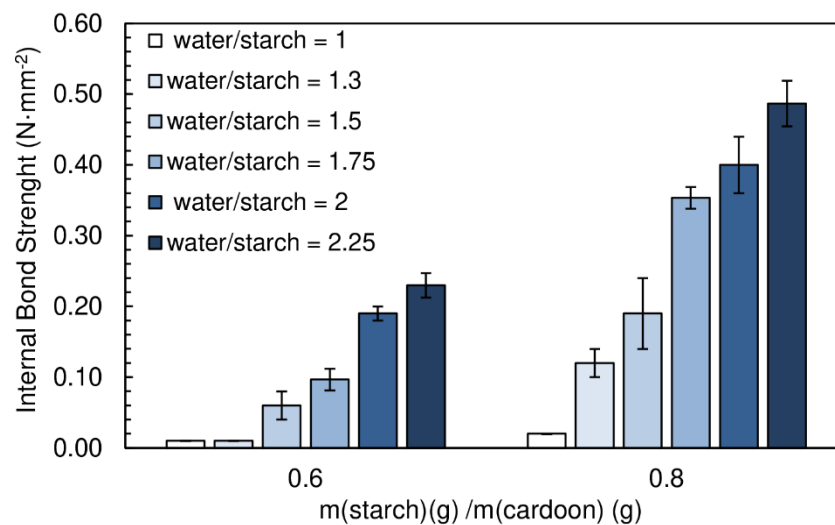 Internal Bond Strenght (N·mm-2)
0.60
0.50
0.40
0.30
0.20
0.10
0.00
water/starch = 1
water/starch = 1.3
water/starch = 1.5
water/starch = 1.75
water/starch = 2
water/starch = 2.25
0.6
0.8
m(starch)(g) /m(cardoon) (g)